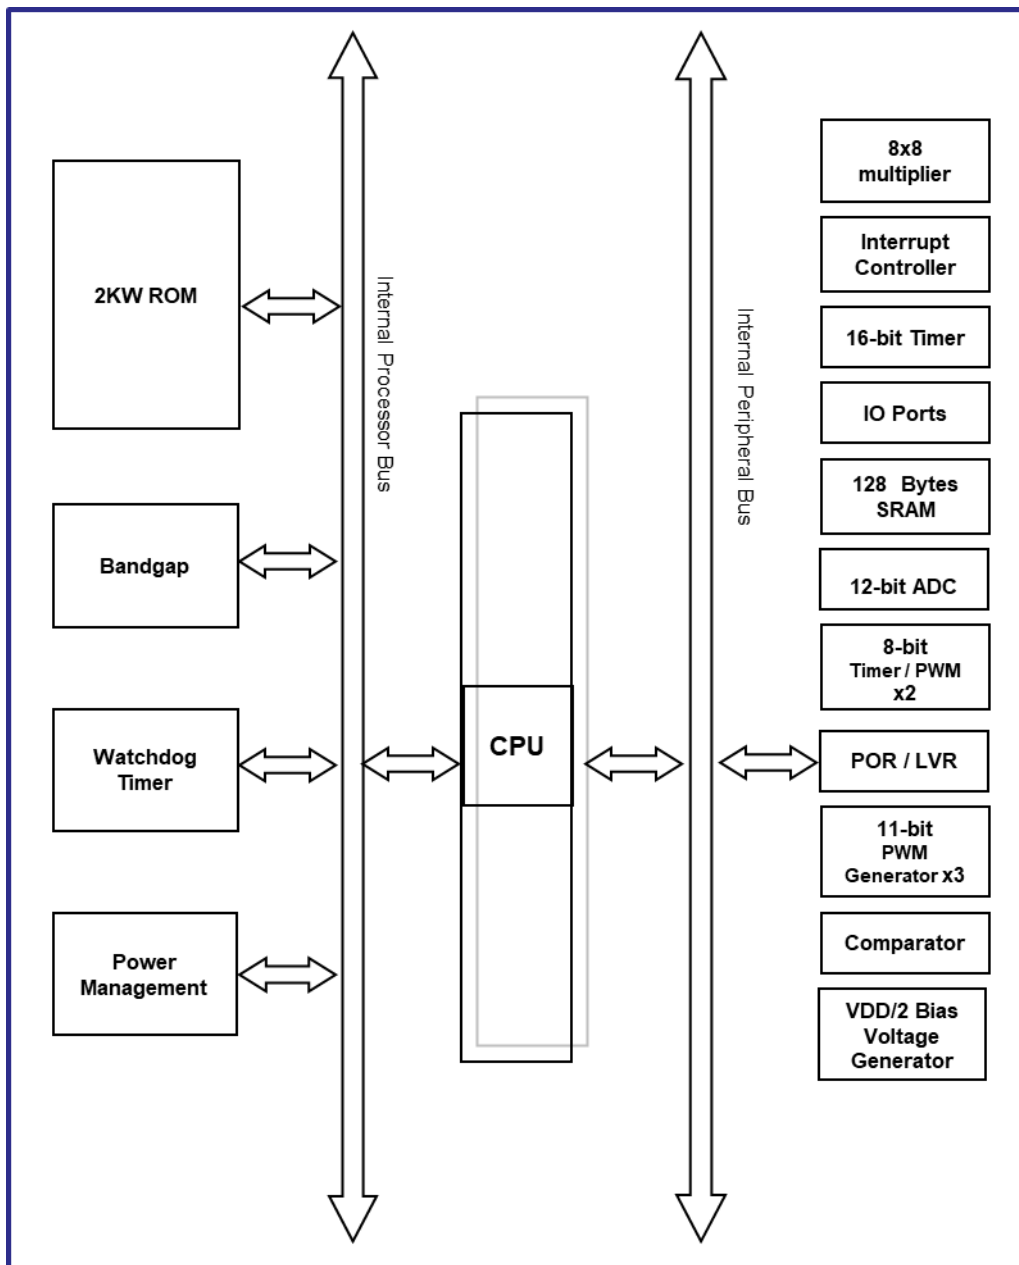 2KW ROM
Bandgap
Watchdog
Timer
Power
Management
Internal Processor Bus
CPU
Internal Peripheral Bus
8x8
multiplier
Interrupt
Controller
16-bit Timer
IO Ports
128 Bytes
SRAM
12-bit ADC
8-bit
Timer / PWM
x2
POR / LVR
11-bit
PWM
Generator x3
Comparator
VDD/2 Bias
Voltage
Generator